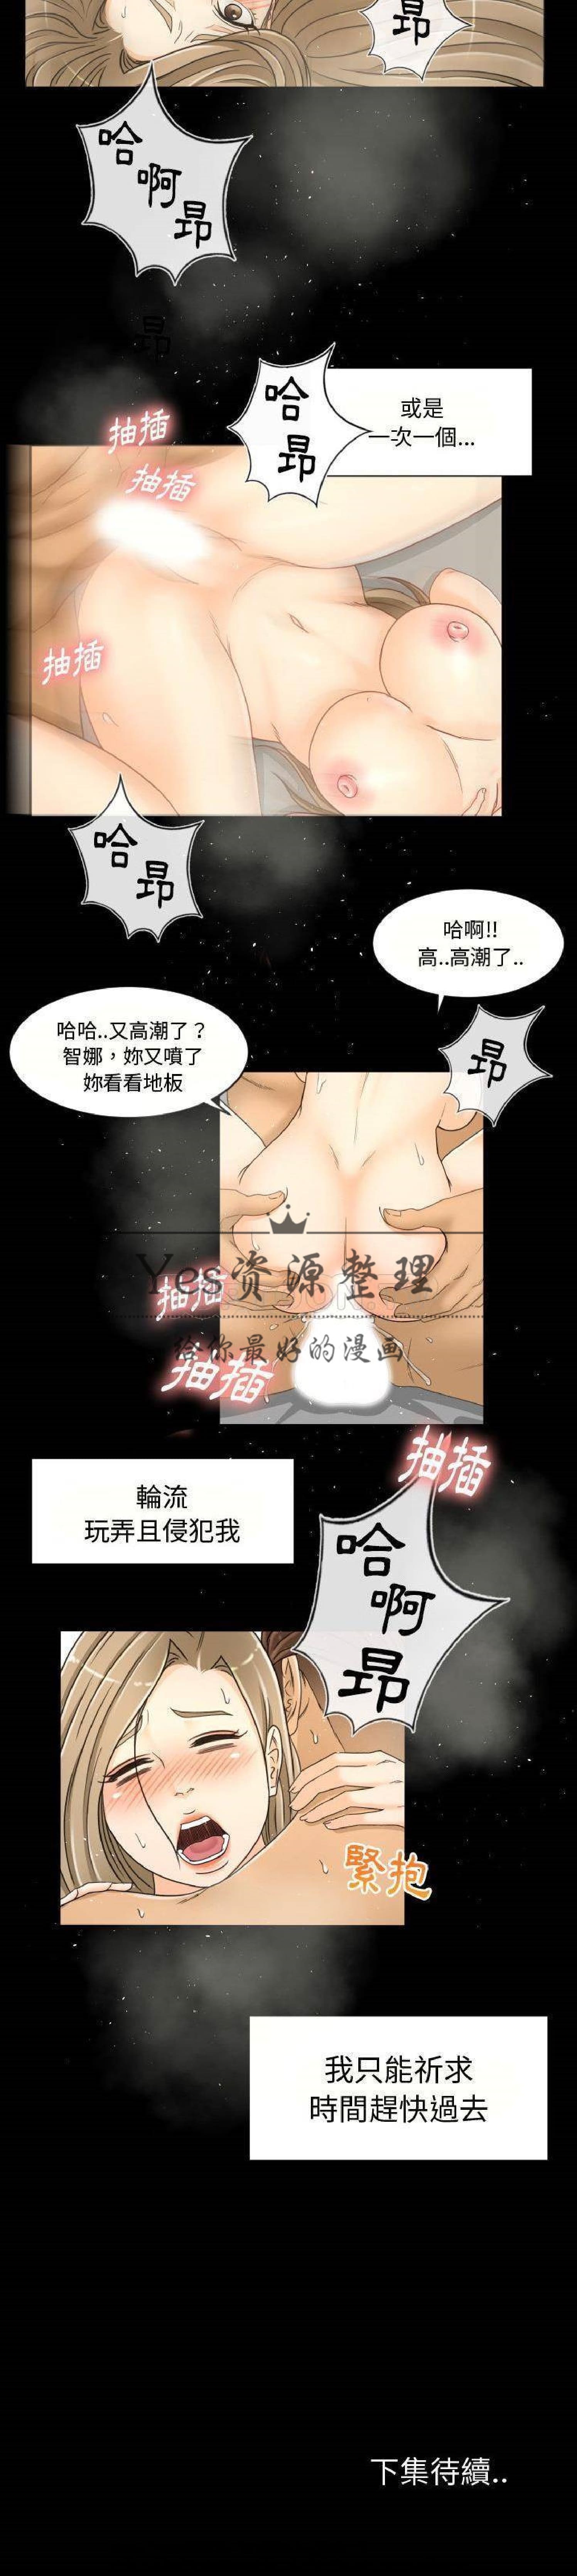 昂
哈
啊
昂
昂
哈
昂
或是
一次一個...
抽插
抽插
抽插
哈
昂
哈啊!!
高..高潮了..
哈哈..又高潮了？
智娜，妳又噴了
妳看看地板
昂
Yes资源整理
抽插
给你最好的漫画
抽插
抽插
輪流
玩弄且侵犯我
哈
啊
昂
緊抱
我只能祈求
時間趕快過去
下集待續..